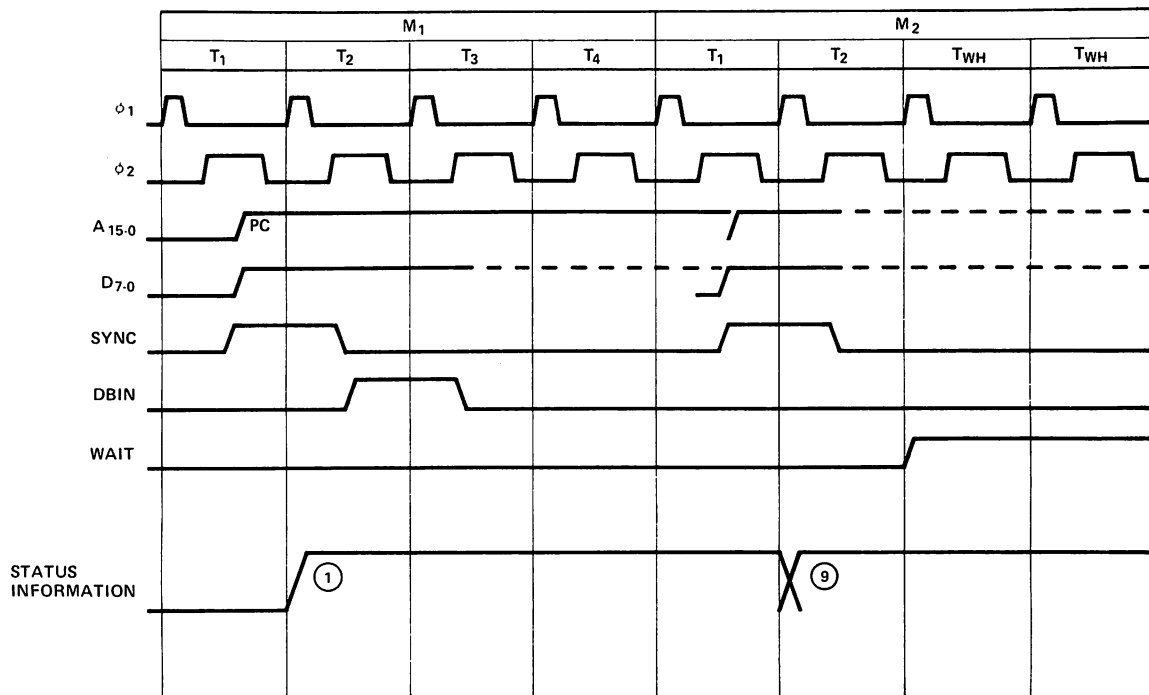 M1 M2
T1 T2 T3 T4 T1 T2 TWH TWH
ϕ1
ϕ2
A15-0 PC
D7-0
SYNC
DBIN
WAIT
STATUS
INFORMATION
1 9